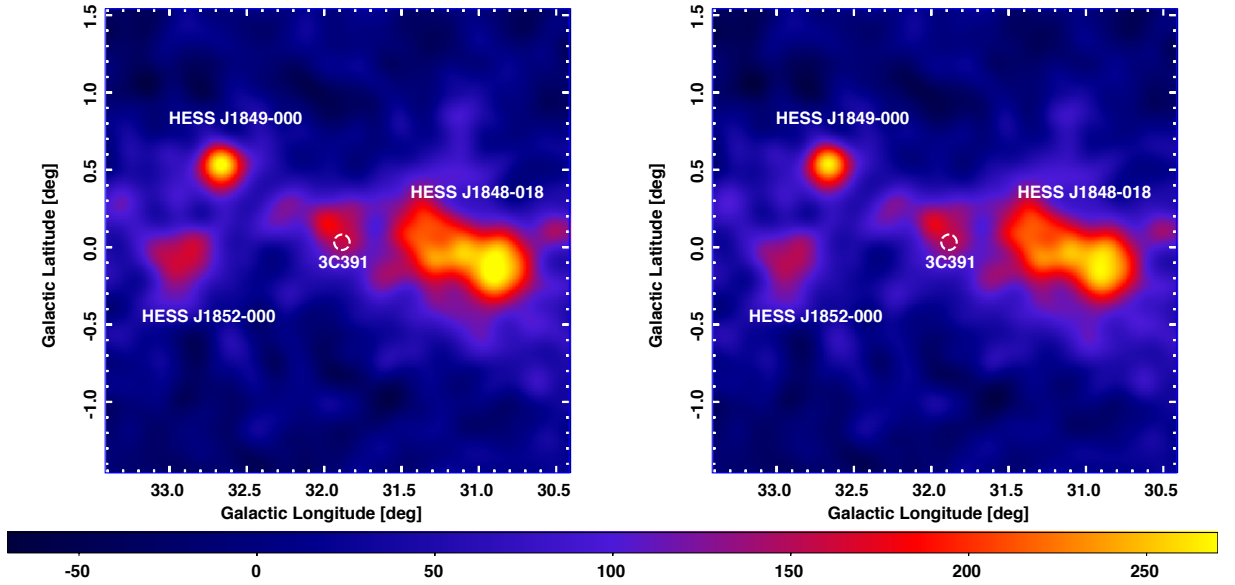 1.5
1.0
0.5
0.0
-0.5
-1.0
Galactic Latitude [deg]
HESS J1849-000
HESS J1848-018
3C391
HESS J1852-000
33.0 32.5 32.0 31.5 31.0 30.5
Galactic Longitude [deg]
1.5
1.0
0.5
0.0
-0.5
-1.0
Galactic Latitude [deg]
HESS J1849-000
HESS J1848-018
3C391
HESS J1852-000
33.0 32.5 32.0 31.5 31.0 30.5
Galactic Longitude [deg]
-50 0 50 100 150 200 250